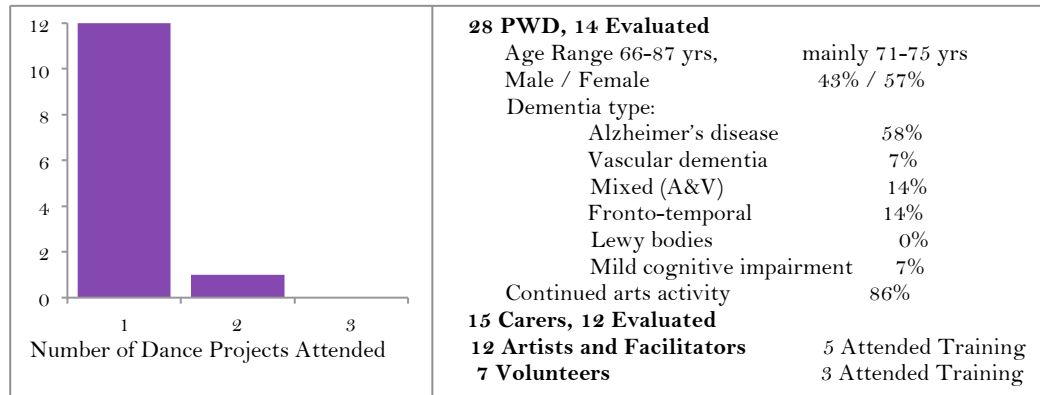 12
10
8
6
4
2
0
1 2 3
Number of Dance Projects Attended
28 PWD, 14 Evaluated
Age Range 66-87 yrs, mainly 71-75 yrs
Male / Female 43% / 57%
Dementia type:
Alzheimer's disease 58%
Vascular dementia 7%
Mixed (A&V) 14%
Fronto-temporal 14%
Lewy bodies 0%
Mild cognitive impairment 7%
Continued arts activity 86%
15 Carers, 12 Evaluated
12 Artists and Facilitators 5 Attended Training
7 Volunteers 3 Attended Training